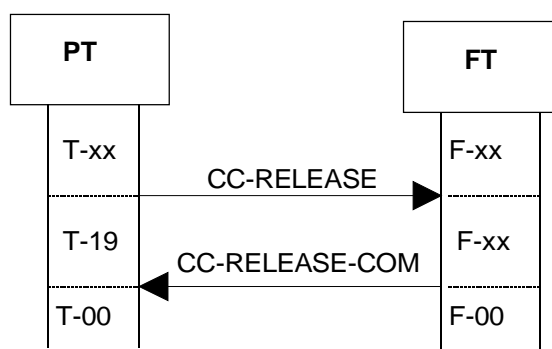 PT
FT
T-xx
F-xx
CC-RELEASE
T-19
F-xx
CC-RELEASE-COM
T-00
F-00